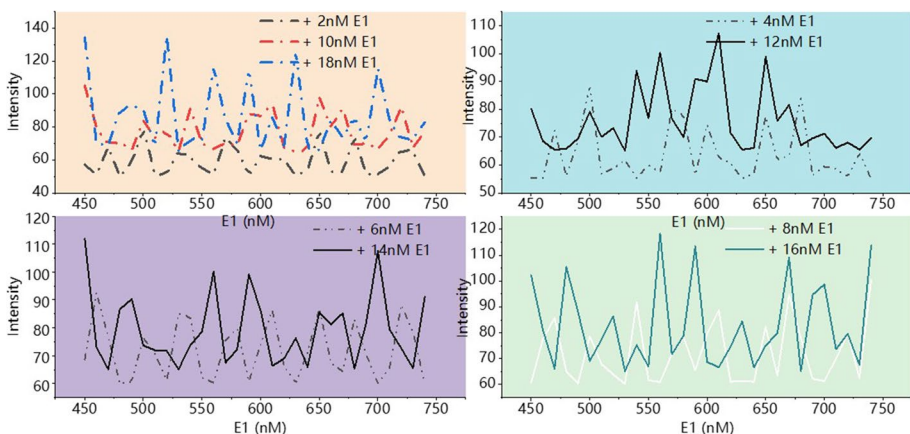 + 2nM E1
+ 10nM E1
+ 18nM E1
140
120
100
80
60
40
Intensity
450 500 550 600 650 700 750
E1 (nM)
+ 4nM E1
+ 12nM E1
110
100
90
80
70
60
50
Intensity
450 500 550 600 650 700 750
E1 (nM)
+ 6nM E1
+ 14nM E1
120
110
100
90
80
70
60
Intensity
450 500 550 600 650 700 750
E1 (nM)
+ 8nM E1
+ 16nM E1
120
100
80
60
Intensity
450 500 550 600 650 700 750
E1 (nM)